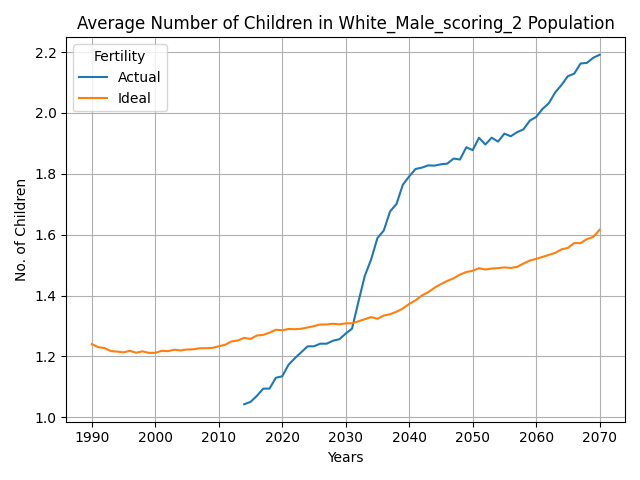 Average Number of Children in White_Male_scoring_2 Population
Fertility
Actual
Ideal
No. of Children
2.2
2.0
1.8
1.6
1.4
1.2
1.0
1990 2000 2010 2020 2030 2040 2050 2060 2070
Years